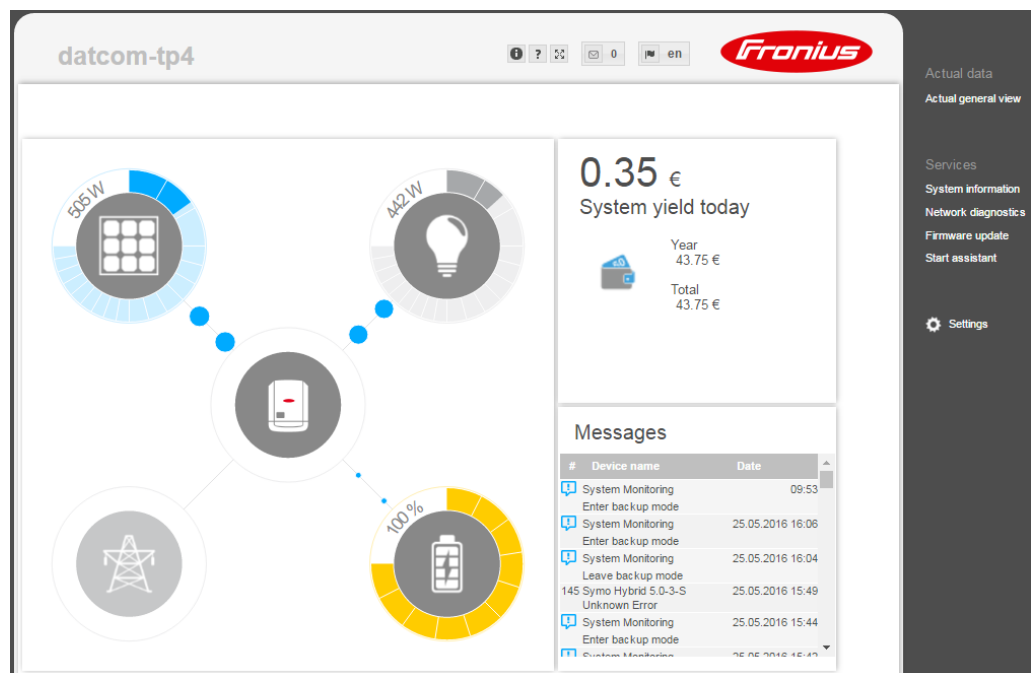 datcom-tp4
0
en
Fronius
505 W
442 W
100 %
0.35 €
System yield today
Year
43.75 €
Total
43.75 €
Messages
# Device name Date
System Monitoring 09:53
Enter backup mode
System Monitoring 25.05.2016 16:06
Enter backup mode
System Monitoring 25.05.2016 16:04
Leave backup mode
145 Symo Hybrid 5.0-3-S 25.05.2016 15:49
Unknown Error
System Monitoring 25.05.2016 15:44
Enter backup mode
System Monitoring
Actual data
Actual general view
Services
System information
Network diagnostics
Firmware update
Start assistant
Settings